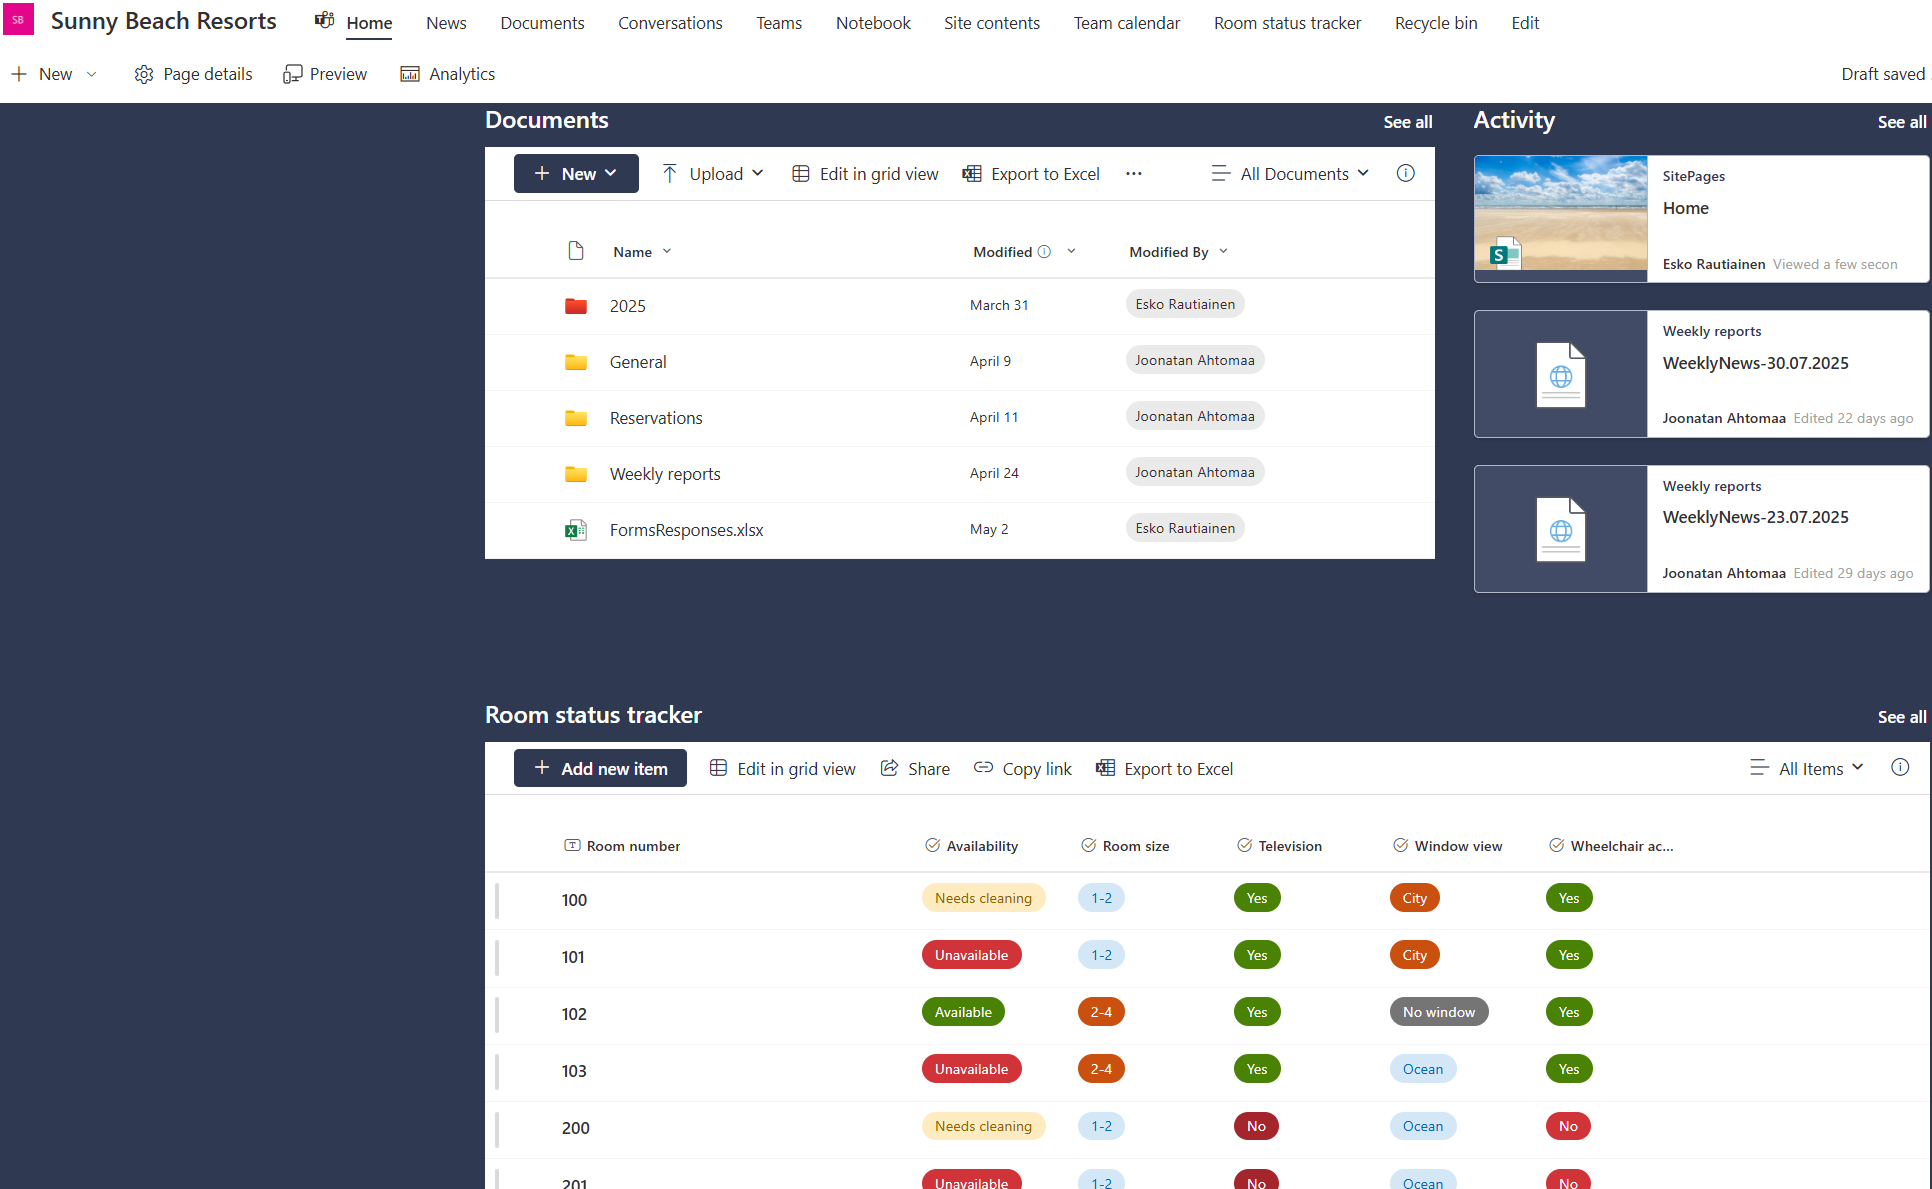 SB Sunny Beach Resorts Home News Documents Conversations Teams Notebook Site contents Team calendar Room status tracker Recycle bin Edit
New Page details Preview Analytics Draft saved
Documents See all
New Upload Edit in grid view Export to Excel ··· All Documents
Name Modified Modified By
2025 March 31 Esko Rautiainen
General April 9 Joonatan Ahtomaa
Reservations April 11 Joonatan Ahtomaa
Weekly reports April 24 Joonatan Ahtomaa
FormsResponses.xlsx May 2 Esko Rautiainen
Activity See all
SitePages
Home
Esko Rautiainen Viewed a few secon
Weekly reports
WeeklyNews-30.07.2025
Joonatan Ahtomaa Edited 22 days ago
Weekly reports
WeeklyNews-23.07.2025
Joonatan Ahtomaa Edited 29 days ago
Room status tracker See all
Add new item Edit in grid view Share Copy link Export to Excel All Items
Room number Availability Room size Television Window view Wheelchair ac...
100 Needs cleaning 1-2 Yes City Yes
101 Unavailable 1-2 Yes City Yes
102 Available 2-4 Yes No window Yes
103 Unavailable 2-4 Yes Ocean Yes
200 Needs cleaning 1-2 No Ocean No
201 Unavailable 1-2 No Ocean No